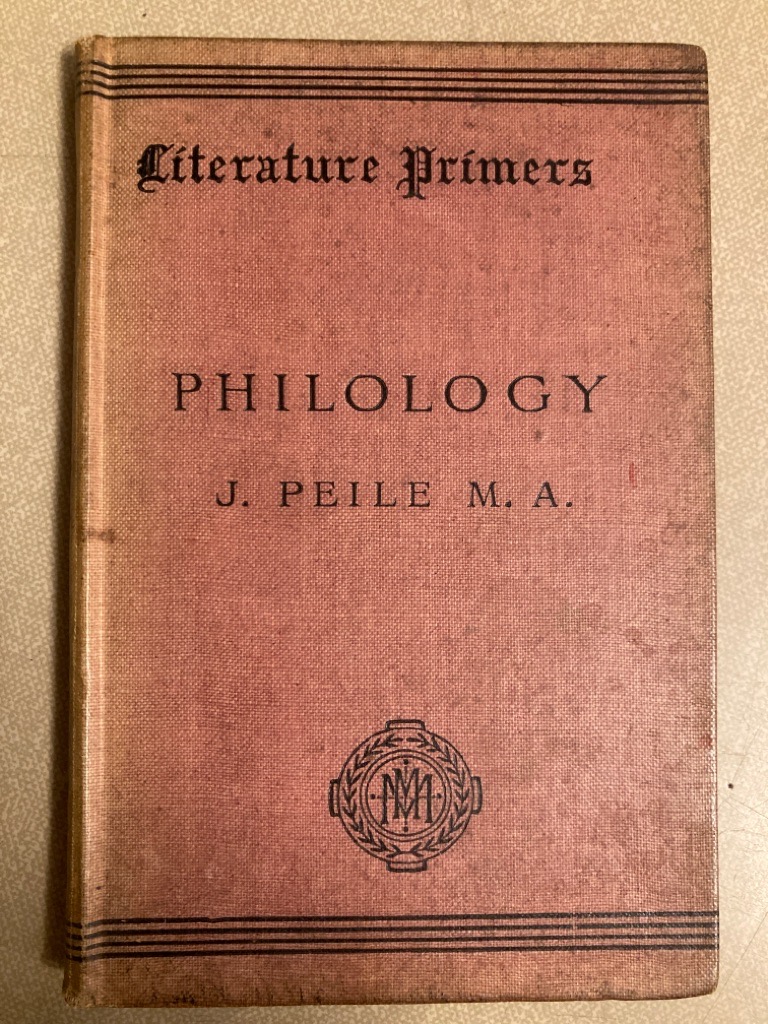 Literature Primers
PHILOLOGY
J. PEILE M. A.